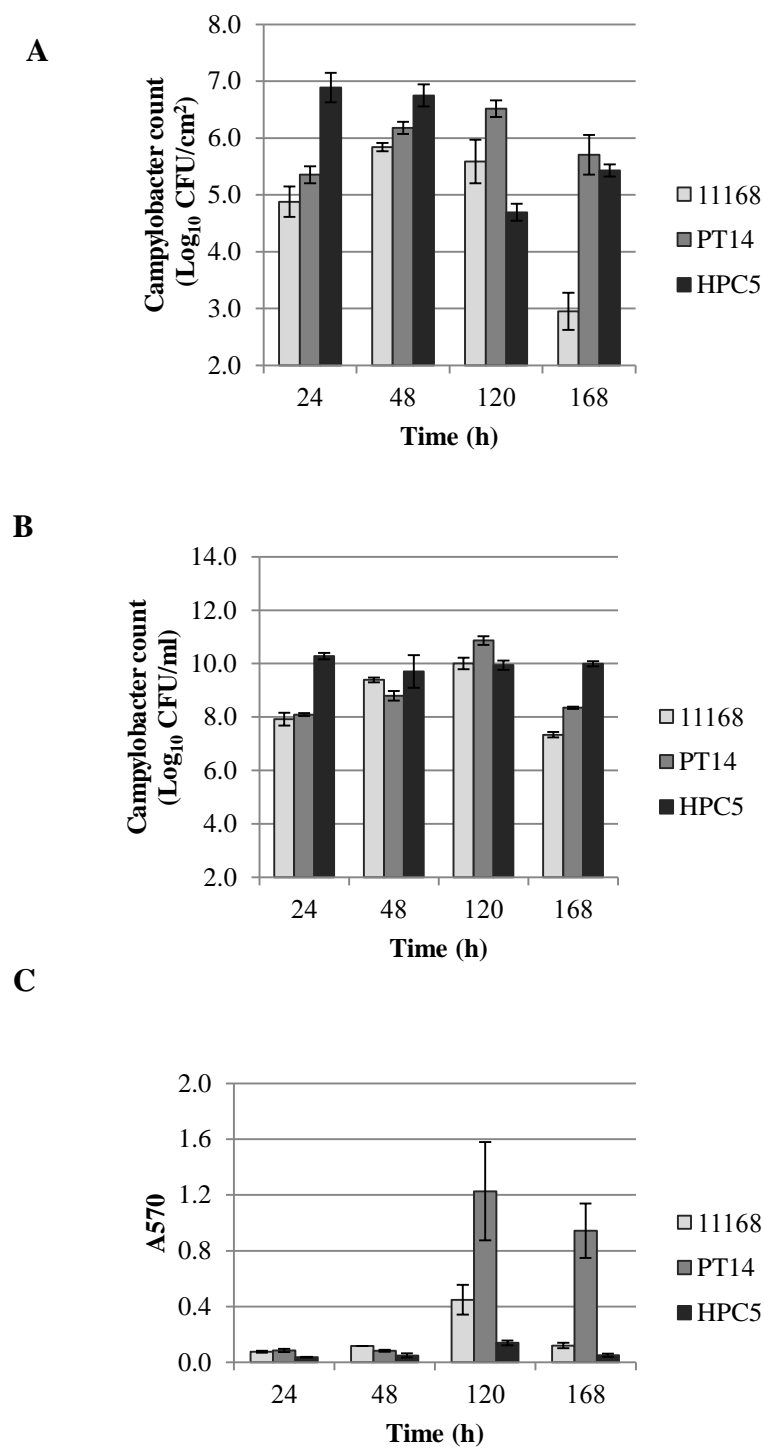 A
8.0
7.0
6.0
5.0
4.0
3.0
2.0
Campylobacter count
(Log10 CFU/cm²)
24 48 120 168
Time (h)
11168
PT14
HPC5
B
14.0
12.0
10.0
8.0
6.0
4.0
2.0
Campylobacter count
(Log10 CFU/ml)
24 48 120 168
Time (h)
11168
PT14
HPC5
C
2.0
1.6
1.2
0.8
0.4
0.0
A570
24 48 120 168
Time (h)
11168
PT14
HPC5